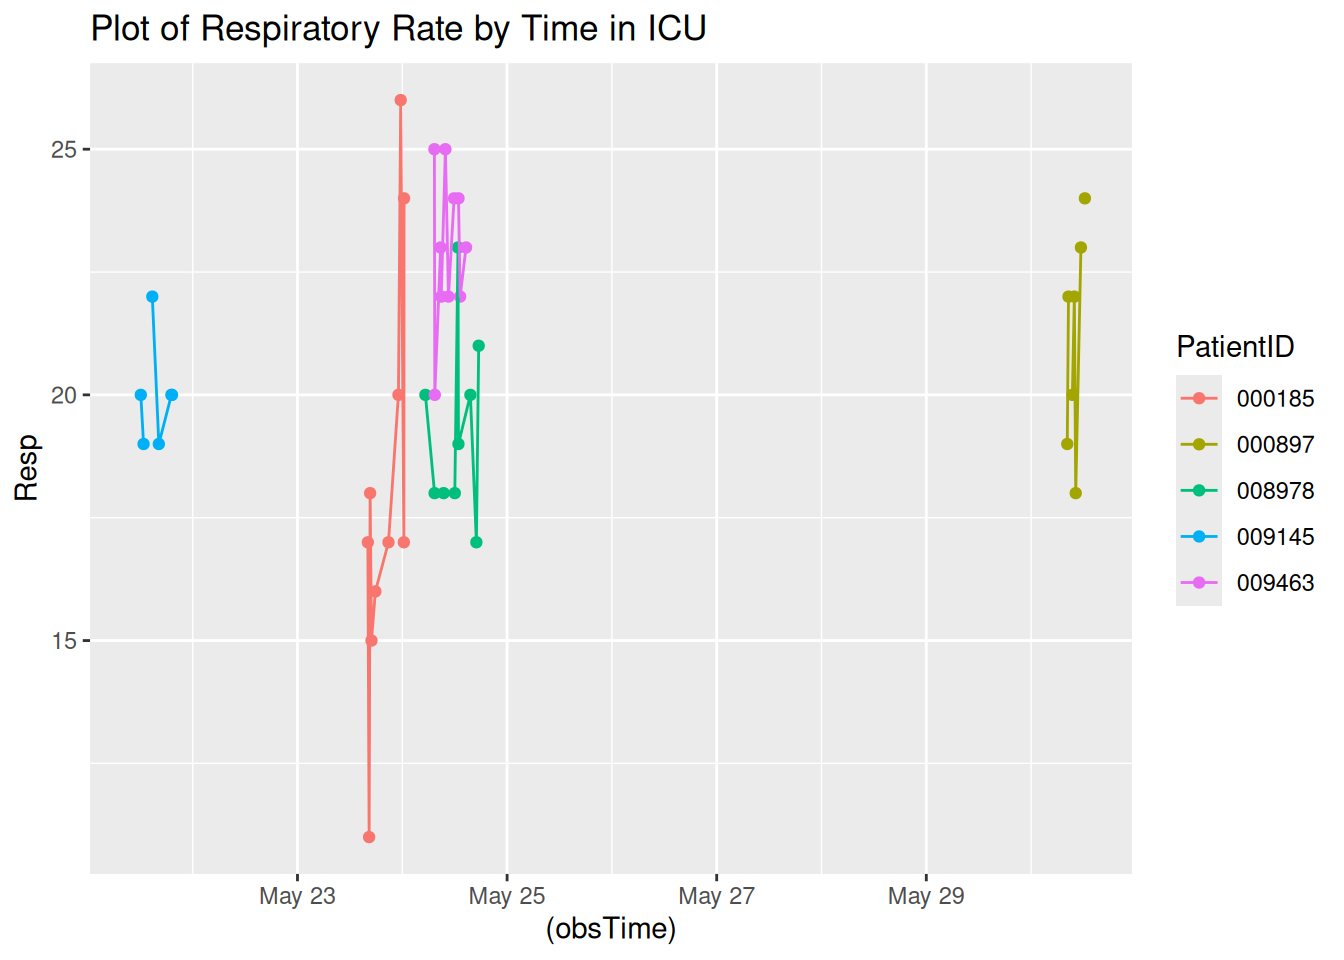 Plot of Respiratory Rate by Time in ICU
Resp
25
20
15
May 23
May 25
May 27
May 29
(obsTime)
PatientID
000185
000897
008978
009145
009463